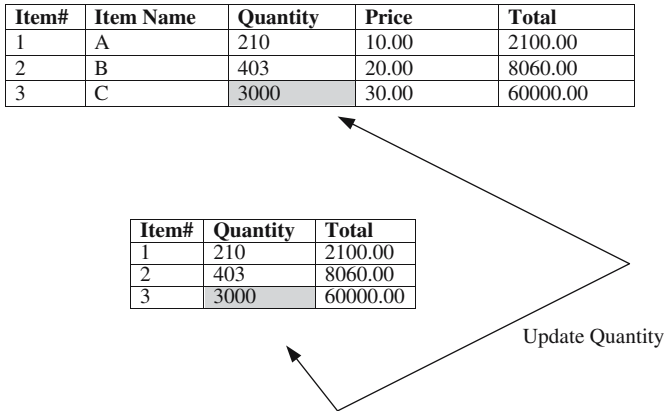 Item# Item Name Quantity Price Total
1 A 210 10.00 2100.00
2 B 403 20.00 8060.00
3 C 3000 30.00 60000.00
Item# Quantity Total
1 210 2100.00
2 403 8060.00
3 3000 60000.00
Update Quantity